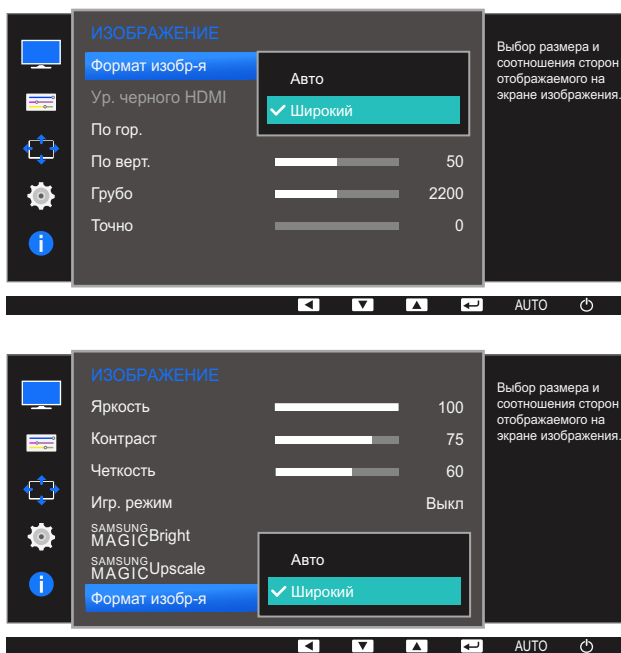 ИЗОБРАЖЕНИЕ
Формат изобр-я
Авто
Широкий
Ур. черного HDMI
По гор.
По верт. 50
Грубо 2200
Точно 0
Выбор размера и
соотношения сторон
отображаемого на
экране изображения.
AUTO
ИЗОБРАЖЕНИЕ
Яркость 100
Контраст 75
Четкость 60
Игр. режим Выкл
SAMSUNG
MAGICBright
SAMSUNG
MAGICUpscale
Формат изобр-я
Авто
Широкий
Выбор размера и
соотношения сторон
отображаемого на
экране изображения.
AUTO